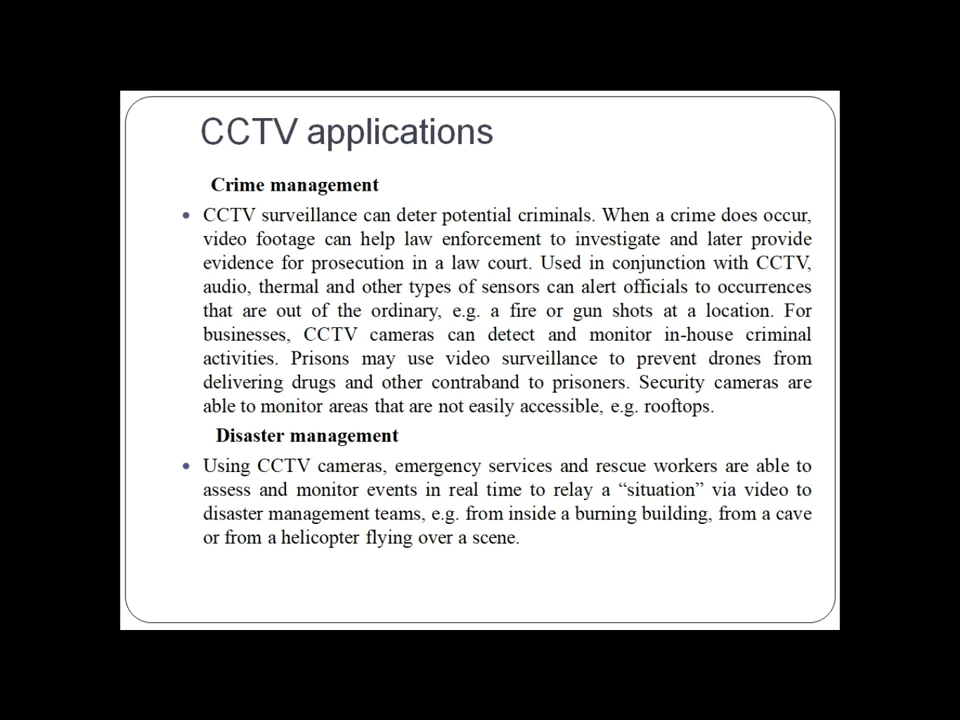 CCTV applications
Crime management
• CCTV surveillance can deter potential criminals. When a crime does occur,
video footage can help law enforcement to investigate and later provide
evidence for prosecution in a law court. Used in conjunction with CCTV,
audio, thermal and other types of sensors can alert officials to occurrences
that are out of the ordinary, e.g. a fire or gun shots at a location. For
businesses, CCTV cameras can detect and monitor in-house criminal
activities. Prisons may use video surveillance to prevent drones from
delivering drugs and other contraband to prisoners. Security cameras are
able to monitor areas that are not easily accessible, e.g. rooftops.
Disaster management
• Using CCTV cameras, emergency services and rescue workers are able to
assess and monitor events in real time to relay a “situation” via video to
disaster management teams, e.g. from inside a burning building, from a cave
or from a helicopter flying over a scene.